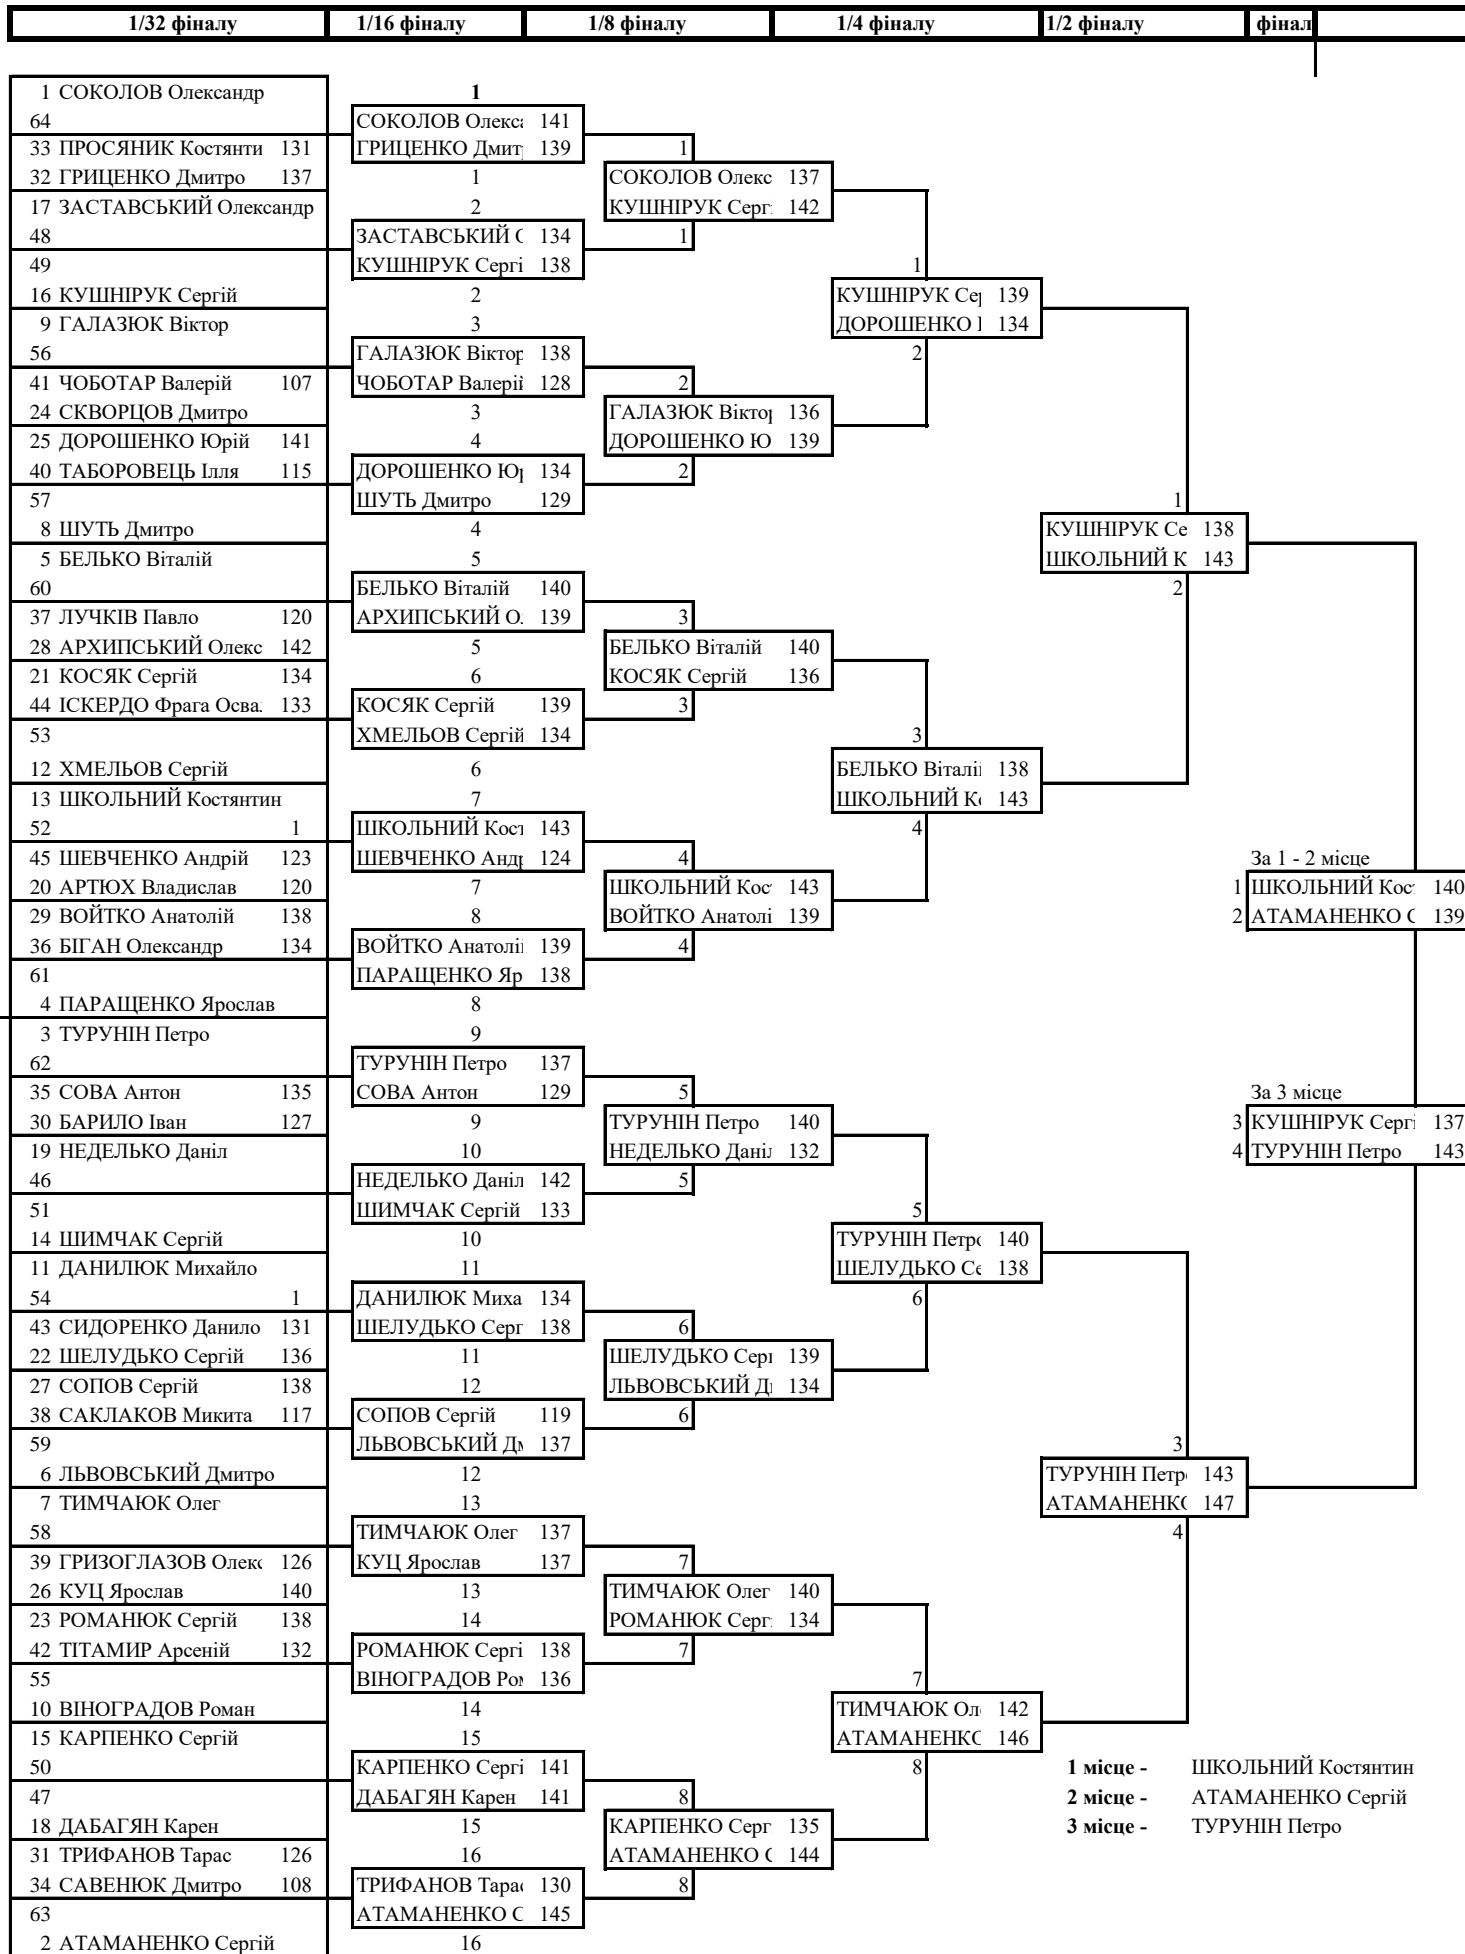 1/32 фіналу 1/16 фіналу 1/8 фіналу 1/4 фіналу 1/2 фіналу фінал
1 СОКОЛОВ Олександр 1
64 СОКОЛОВ Олекса 141
33 ПРОСЯНИК Костянти 131 ГРИЦЕНКО Дмит 139 1
32 ГРИЦЕНКО Дмитро 137 1 СОКОЛОВ Олекс 137
17 ЗАСТАВСЬКИЙ Олександр 2 КУШНІРУК Серг 142
48 ЗАСТАВСЬКИЙ О 134 1
49 КУШНІРУК Сергі 138 1
16 КУШНІРУК Сергій 2 КУШНІРУК Сер 139
9 ГАЛАЗЮК Віктор 3 ДОРОШЕНКО 134
56 ГАЛАЗЮК Віктор 138 2
41 ЧОБОТАР Валерій 107 ЧОБОТАР Валерій 128 2
24 СКВОРЦОВ Дмитро 3 ГАЛАЗЮК Віктор 136
25 ДОРОШЕНКО Юрій 141 4 ДОРОШЕНКО Ю 139
40 ТАБОРОВЕЦЬ Ілля 115 ДОРОШЕНКО Юр 134 2
57 ШУТЬ Дмитро 129 1
8 ШУТЬ Дмитро 4 КУШНІРУК Се 138
5 БЕЛЬКО Віталій 5 ШКОЛЬНИЙ К 143
60 БЕЛЬКО Віталій 140 2
37 ЛУЧКІВ Павло 120 АРХИПСЬКИЙ О 139 3
28 АРХИПСЬКИЙ Олекс 142 5 БЕЛЬКО Віталій 140
21 КОСЯК Сергій 134 6 КОСЯК Сергій 136
44 ІСКЕРДО Фрага Осва 133 КОСЯК Сергій 139 3
53 ХМЕЛЬОВ Сергій 134 3
12 ХМЕЛЬОВ Сергій 6 БЕЛЬКО Віталі 138
13 ШКОЛЬНИЙ Костянтин 7 ШКОЛЬНИЙ Ко 143
52 1 ШКОЛЬНИЙ Кост 143 4
45 ШЕВЧЕНКО Андрій 123 ШЕВЧЕНКО Андр 124 4 За 1 - 2 місце
20 АРТЮХ Владислав 120 7 ШКОЛЬНИЙ Кос 143 1 ШКОЛЬНИЙ Кос 140
29 ВОЙТКО Анатолій 138 8 ВОЙТКО Анатолі 139 2 АТАМАНЕНКО С 139
36 БІГАН Олександр 134 ВОЙТКО Анатолі 139 4
61 ПАРАЩЕНКО Яр 138
4 ПАРАЩЕНКО Ярослав 8
3 ТУРУНІН Петро 9
62 ТУРУНІН Петро 137
35 СОВА Антон 135 СОВА Антон 129 5 За 3 місце
30 БАРИЛО Іван 127 9 ТУРУНІН Петро 140 3 КУШНІРУК Сергі 137
19 НЕДЕЛЬКО Даніл 10 НЕДЕЛЬКО Даніл 132 4 ТУРУНІН Петро 143
46 НЕДЕЛЬКО Даніл 142 5
51 ШИМЧАК Сергій 133 5
14 ШИМЧАК Сергій 10 ТУРУНІН Петро 140
11 ДАНИЛЮК Михайло 11 ШЕЛУДЬКО Се 138
54 1 ДАНИЛЮК Миха 134 6
43 СИДОРЕНКО Данило 131 ШЕЛУДЬКО Серг 138 6
22 ШЕЛУДЬКО Сергій 136 11 ШЕЛУДЬКО Серг 139
27 СОПОВ Сергій 138 12 ЛЬВОВСЬКИЙ Д 134
38 САКЛАКОВ Микита 117 СОПОВ Сергій 119 6
59 ЛЬВОВСЬКИЙ Дм 137 3
6 ЛЬВОВСЬКИЙ Дмитро 12 ТУРУНІН Петр 143
7 ТИМЧАЮК Олег 13 АТАМАНЕНКО 147
58 ТИМЧАЮК Олег 137 4
39 ГРИЗОГЛАЗОВ Олекс 126 КУЦ Ярослав 137 7
26 КУЦ Ярослав 140 13 ТИМЧАЮК Олег 140
23 РОМАНЮК Сергій 138 14 РОМАНЮК Серг 134
42 ТІТАМИР Арсеній 132 РОМАНЮК Сергі 138 7
55 ВІНОГРАДОВ Ром 136 7
10 ВІНОГРАДОВ Роман 14 ТИМЧАЮК Ол 142
15 КАРПЕНКО Сергій 15 АТАМАНЕНКО 146
50 КАРПЕНКО Сергі 141 8 1 місце - ШКОЛЬНИЙ Костянтин
47 ДАБАГЯН Карен 141 8 2 місце - АТАМАНЕНКО Сергій
18 ДАБАГЯН Карен 15 КАРПЕНКО Серг 135 3 місце - ТУРУНІН Петро
31 ТРИФАНОВ Тарас 126 16 АТАМАНЕНКО С 144
34 САВЕНЮК Дмитро 108 ТРИФАНОВ Тарас 130 8
63 АТАМАНЕНКО С 145
2 АТАМАНЕНКО Сергій 16